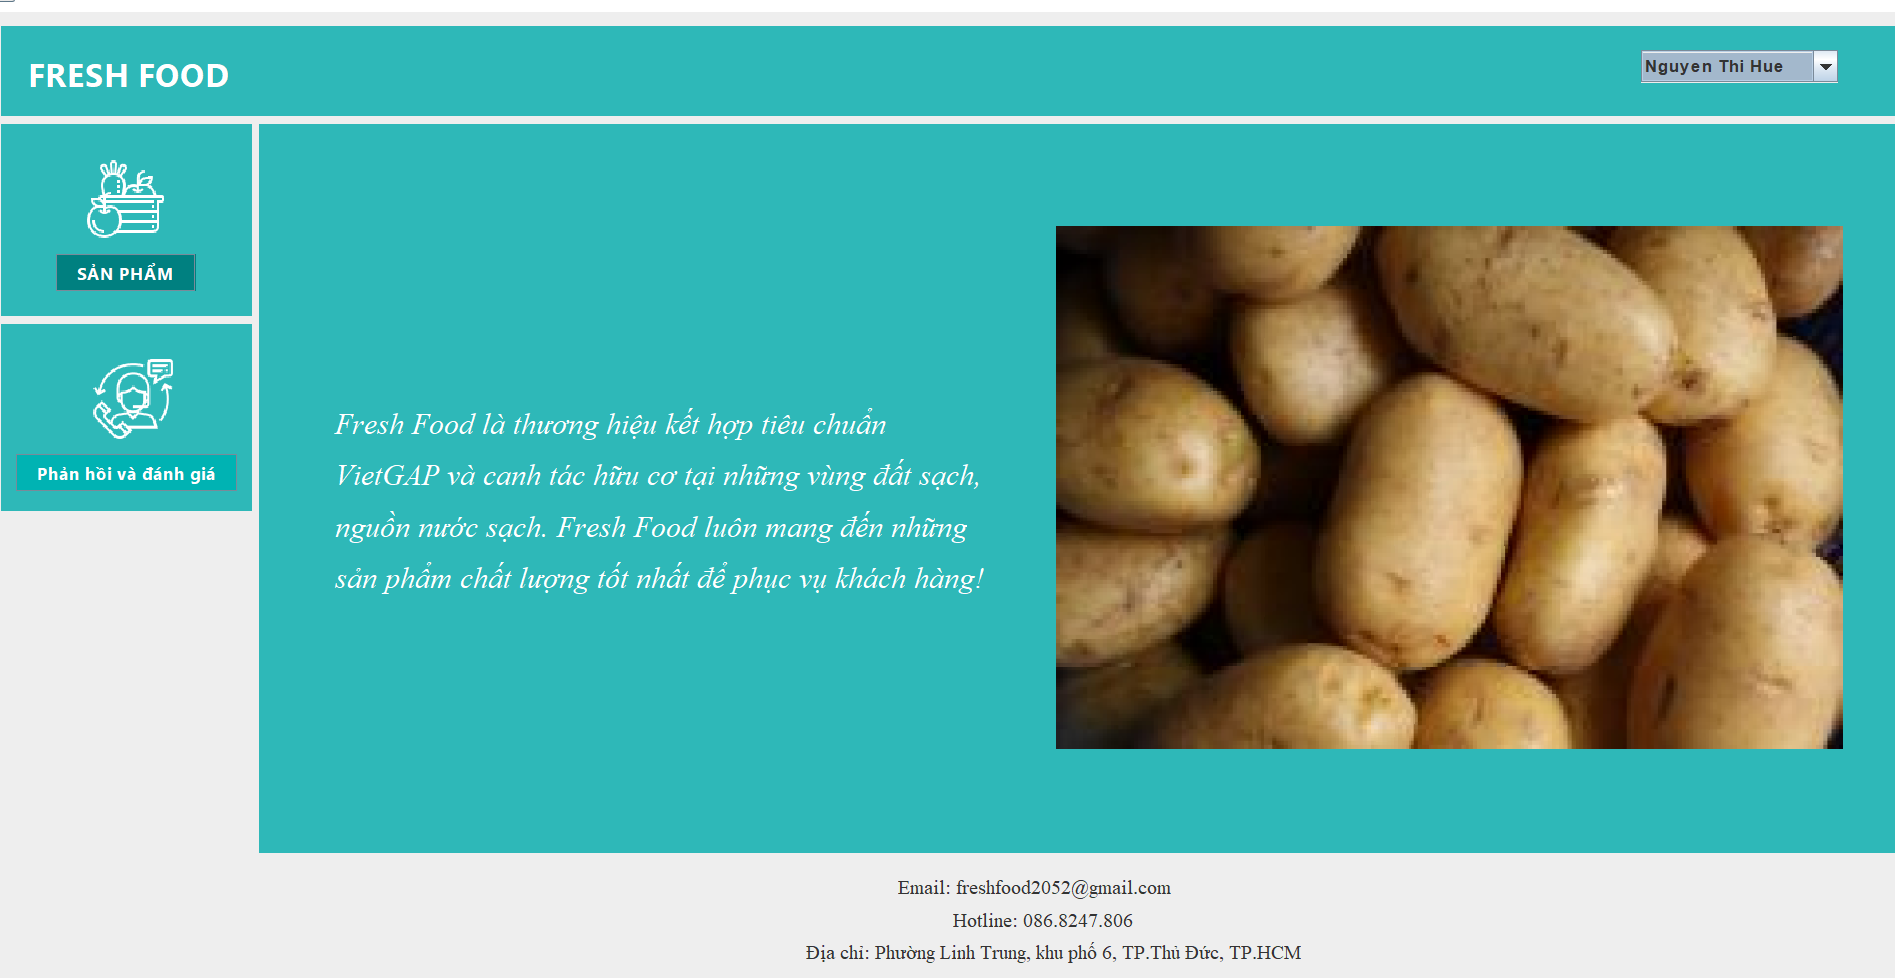 FRESH FOOD
Nguyen Thi Hue
SẢN PHẨM
Phản hồi và đánh giá
Fresh Food là thương hiệu kết hợp tiêu chuẩn
VietGAP và canh tác hữu cơ tại những vùng đất sạch,
nguồn nước sạch. Fresh Food luôn mang đến những
sản phẩm chất lượng tốt nhất để phục vụ khách hàng!
Email: freshfood2052@gmail.com
Hotline: 086.8247.806
Địa chỉ: Phường Linh Trung, khu phố 6, TP.Thủ Đức, TP.HCM